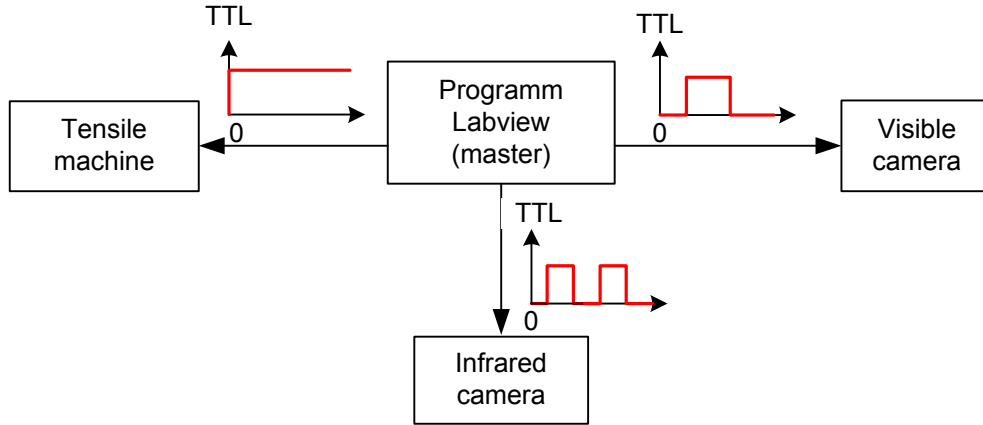 TTL
0
Tensile
machine
Programm
Labview
(master)
TTL
0
Visible
camera
TTL
0
Infrared
camera